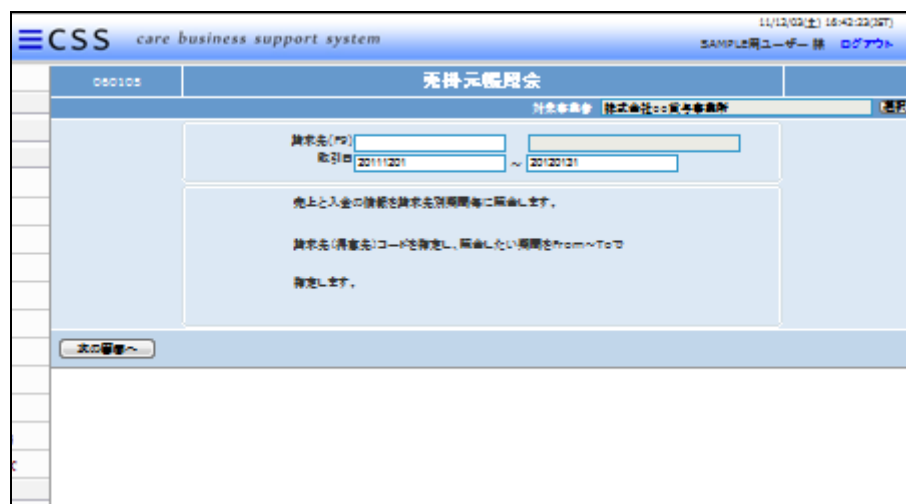 11/12/03(土) 16:42:23(JST)
CSS care business support system
SAMPLE用ユーザー 様 ログアウト
060105 売掛元帳照会
対象事業者 株式会社○○貸与事業所 選択
請求先(F9)
取引日 20111201 ～ 20120131
売上と入金の情報を請求先別期間毎に照会します。
請求先(得意先)コードを指定し、照会したい期間をFrom～Toで
指定します。
次の画面へ